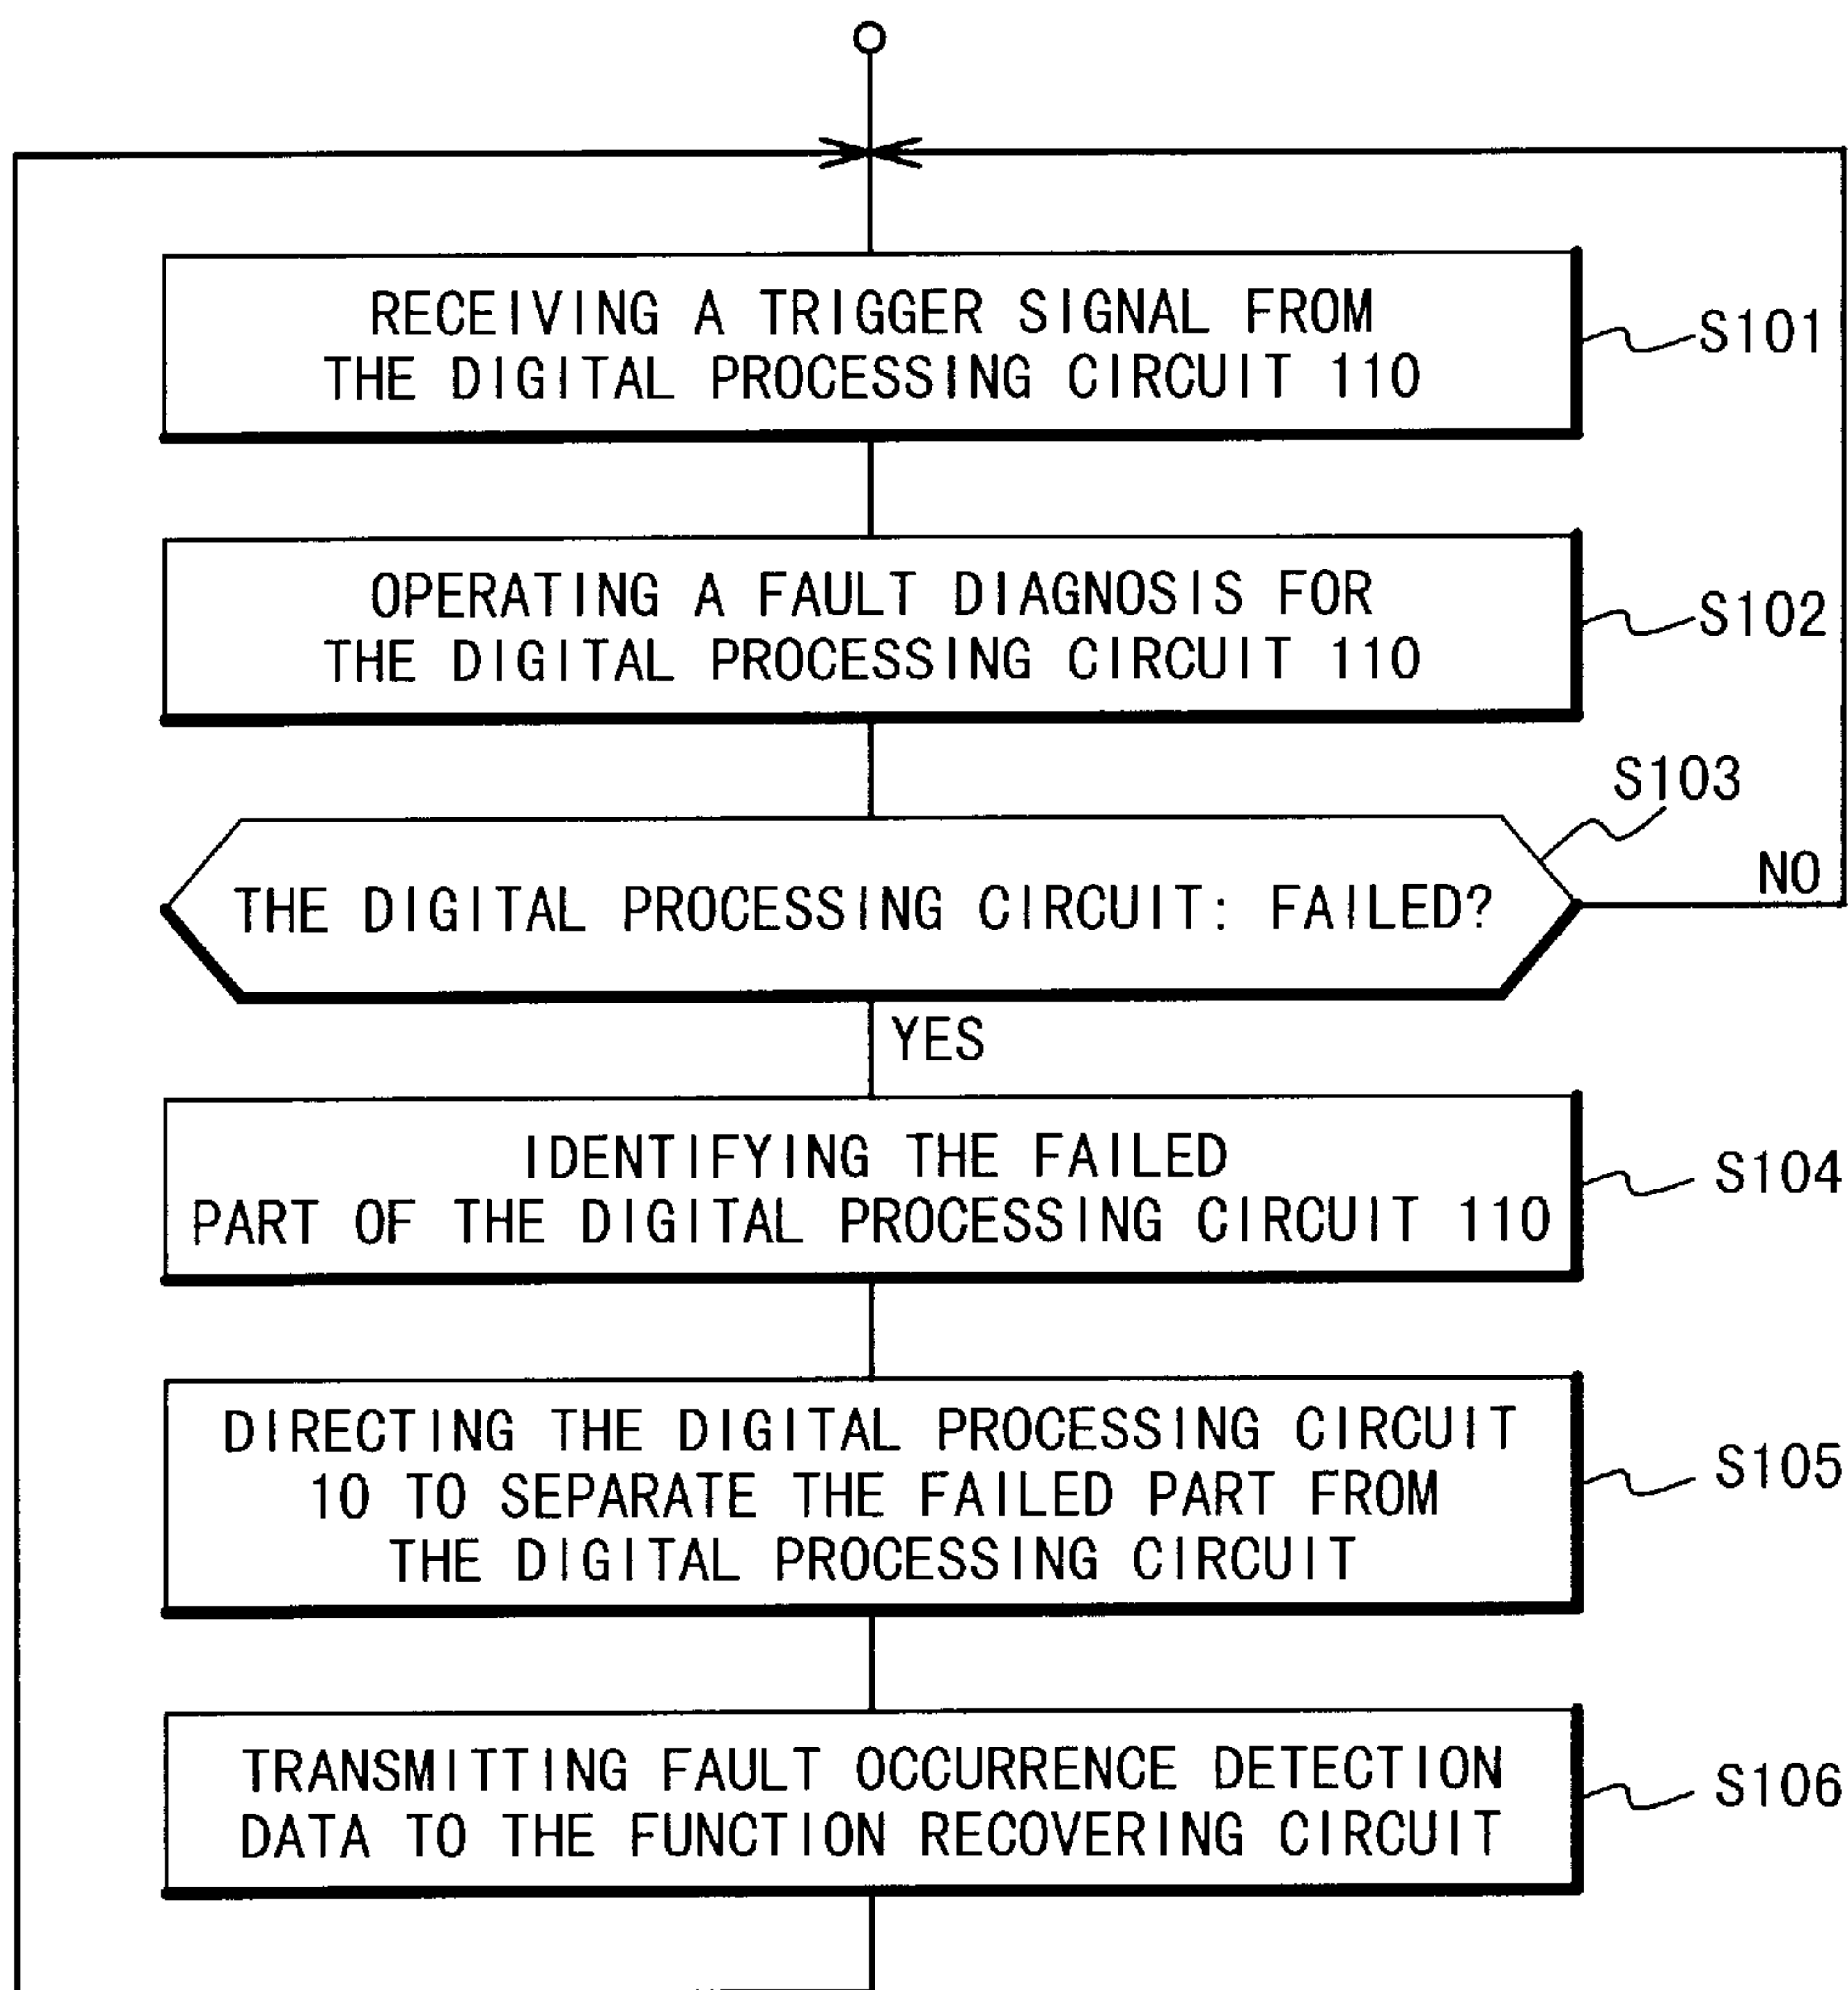 RECEIVING A TRIGGER SIGNAL FROM
THE DIGITAL PROCESSING CIRCUIT 110
S101
OPERATING A FAULT DIAGNOSIS FOR
THE DIGITAL PROCESSING CIRCUIT 110
S102
S103
THE DIGITAL PROCESSING CIRCUIT: FAILED?
NO
YES
IDENTIFYING THE FAILED
PART OF THE DIGITAL PROCESSING CIRCUIT 110
S104
DIRECTING THE DIGITAL PROCESSING CIRCUIT
10 TO SEPARATE THE FAILED PART FROM
THE DIGITAL PROCESSING CIRCUIT
S105
TRANSMITTING FAULT OCCURRENCE DETECTION
DATA TO THE FUNCTION RECOVERING CIRCUIT
S106